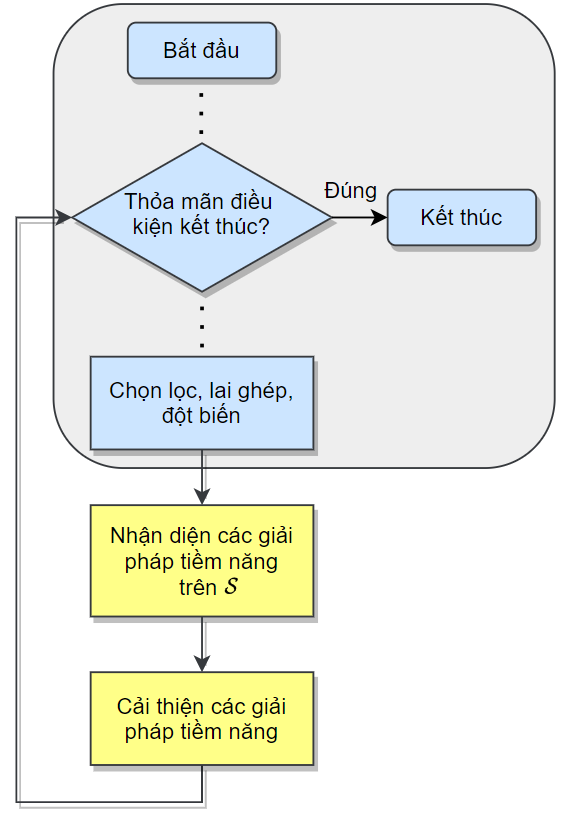 Bắt đầu
Thỏa mãn điều
kiện kết thúc?
Đúng
Kết thúc
Chọn lọc, lai ghép,
đột biến
Nhận diện các giải
pháp tiềm năng
trên 𝒮
Cải thiện các giải
pháp tiềm năng